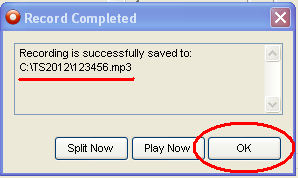 Record Completed
Recording is successfully saved to:
C:\TS2012\123456.mp3
Split Now
Play Now
OK